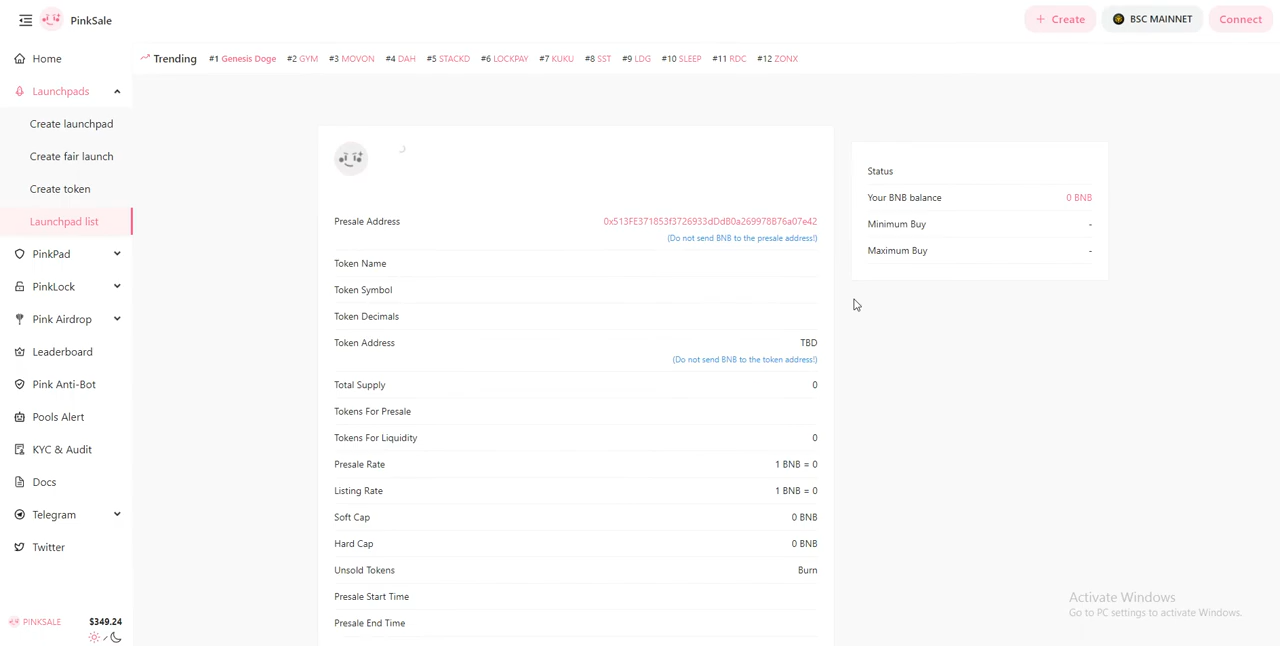 PinkSale
Create
BSC MAINNET
Connect
Home
Launchpads
Create launchpad
Create fair launch
Create token
Launchpad list
PinkPad
PinkLock
Pink Airdrop
Leaderboard
Pink Anti-Bot
Pools Alert
KYC & Audit
Docs
Telegram
Twitter
PINKSALE $349.24
/
Trending #1 Genesis Doge #2 GYM #3 MOVON #4 DAH #5 STACKD #6 LOCKPAY #7 KUKU #8 SST #9 LDG #10 SLEEP #11 RDC #12 ZONX
Presale Address 0x513FE371853f3726933dDdB0a269978B76a07e42
(Do not send BNB to the presale address!)
Token Name
Token Symbol
Token Decimals
Token Address TBD
(Do not send BNB to the token address!)
Total Supply 0
Tokens For Presale
Tokens For Liquidity 0
Presale Rate 1 BNB = 0
Listing Rate 1 BNB = 0
Soft Cap 0 BNB
Hard Cap 0 BNB
Unsold Tokens Burn
Presale Start Time
Presale End Time
Status
Your BNB balance 0 BNB
Minimum Buy -
Maximum Buy -
Activate Windows
Go to PC settings to activate Windows.